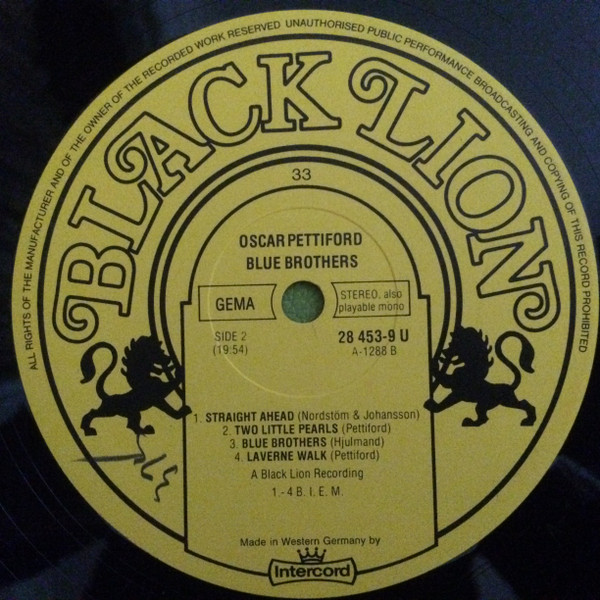 ALL RIGHTS OF THE MANUFACTURER AND OF THE OWNER OF THE RECORDED WORK RESERVED UNAUTHORISED PUBLIC PERFORMANCE BROADCASTING AND COPYING OF THIS RECORD PROHIBITED
BLACK LION
33
OSCAR PETTIFORD
BLUE BROTHERS
GEMA
STEREO, also
playable mono
SIDE 2
(19:54)
28 453-9 U
A-1288 B
1. STRAIGHT AHEAD (Nordstöm & Johansson)
2. TWO LITTLE PEARLS (Pettiford)
3. BLUE BROTHERS (Hjulmand)
4. LAVERNE WALK (Pettiford)
A Black Lion Recording
1.-4 B. I. E. M.
Made in Western Germany by
Intercord